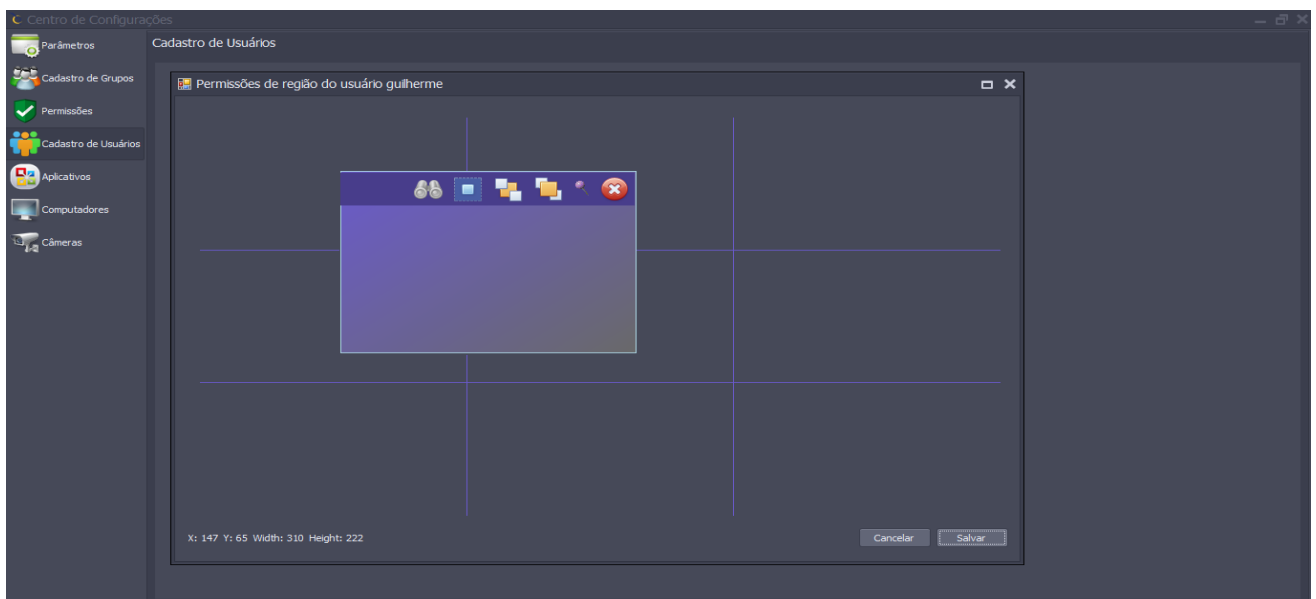 Centro de Configurações
Parâmetros
Cadastro de Grupos
Permissões
Cadastro de Usuários
Aplicativos
Computadores
Câmeras
Cadastro de Usuários
Permissões de região do usuário guilherme
X: 147 Y: 65 Width: 310 Height: 222
Cancelar
Salvar